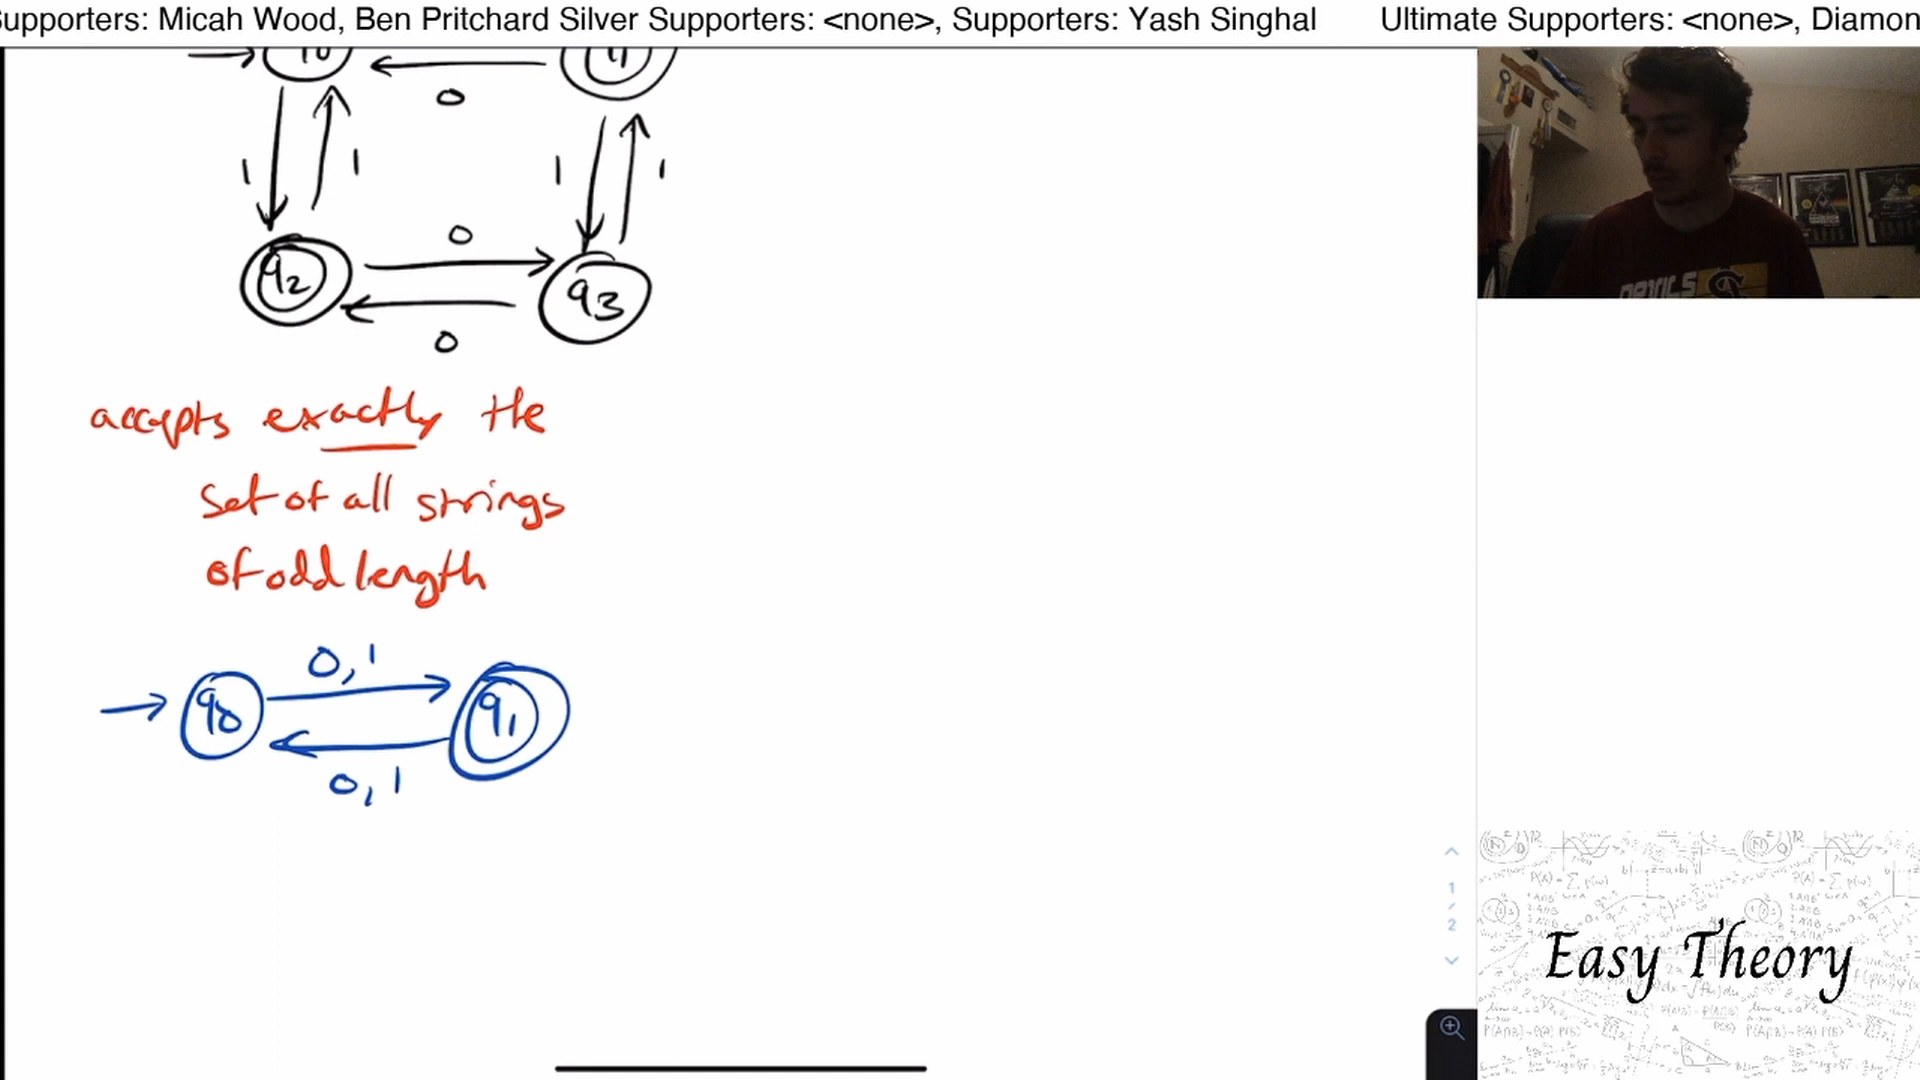 upporters: Micah Wood, Ben Pritchard Silver Supporters: <none>, Supporters: Yash Singhal Ultimate Supporters: <none>, Diamon
0
1 1 1 1
0
q2 q3
0
accepts exactly the
set of all strings
of odd length
0,1
q0 q1
0,1
1
2
Easy Theory